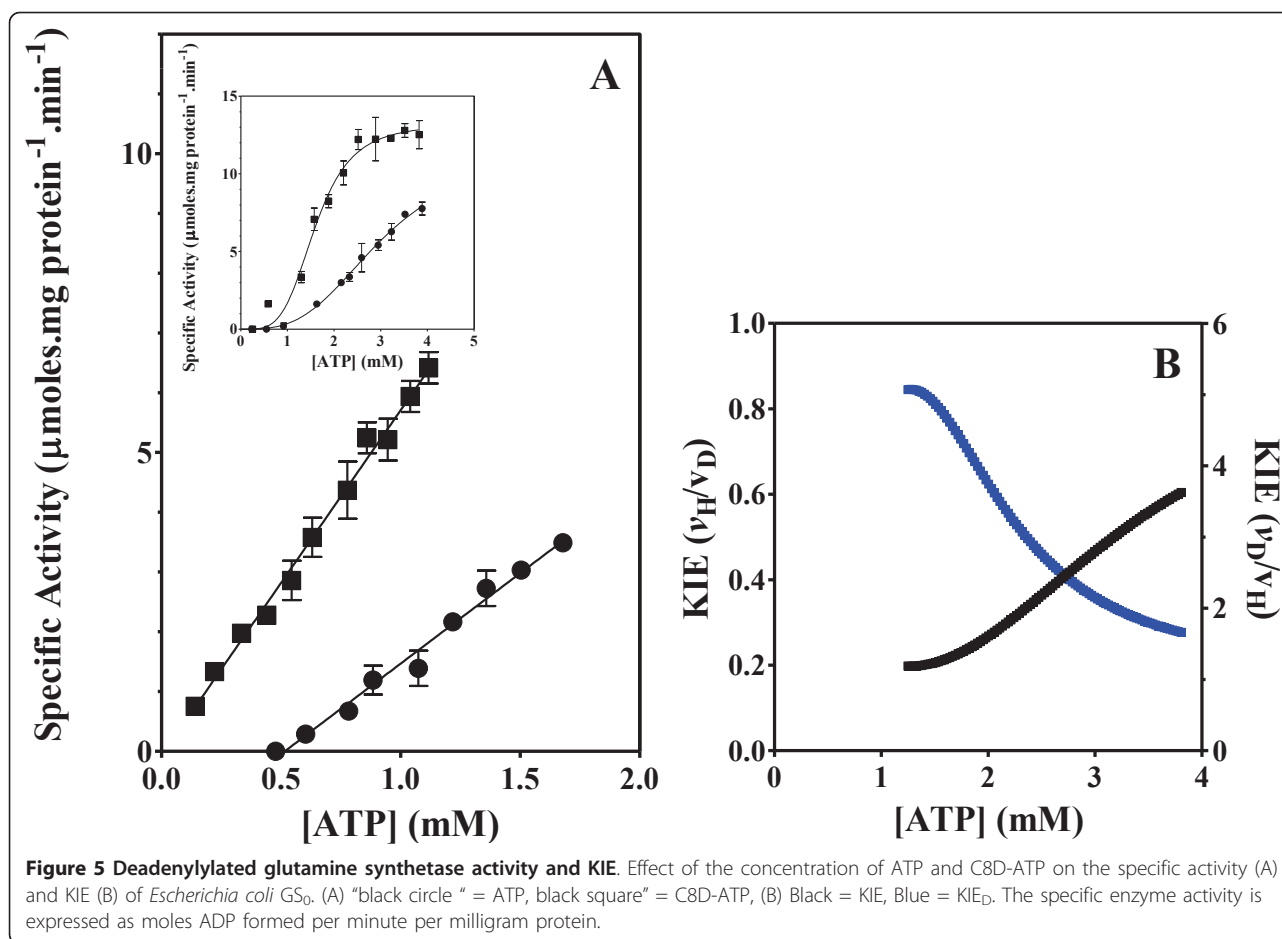 A
Specific Activity (µmoles.mg protein⁻¹.min⁻¹)
10
5
0
0.0 0.5 1.0 1.5 2.0
[ATP] (mM)
Specific Activity (µmoles.mg protein⁻¹.min⁻¹)
15
10
5
0
0 1 2 3 4 5
[ATP] (mM)
B
KIE (vH/vD)
1.0
0.8
0.6
0.4
0.2
0.0
KIE (vD/vH)
6
4
2
0
0 1 2 3 4
[ATP] (mM)
Figure 5 Deadenylylated glutamine synthetase activity and KIE. Effect of the concentration of ATP and C8D-ATP on the specific activity (A)
and KIE (B) of Escherichia coli GS₀. (A) "black circle " = ATP, black square" = C8D-ATP, (B) Black = KIE, Blue = KIE_D. The specific enzyme activity is
expressed as moles ADP formed per minute per milligram protein.